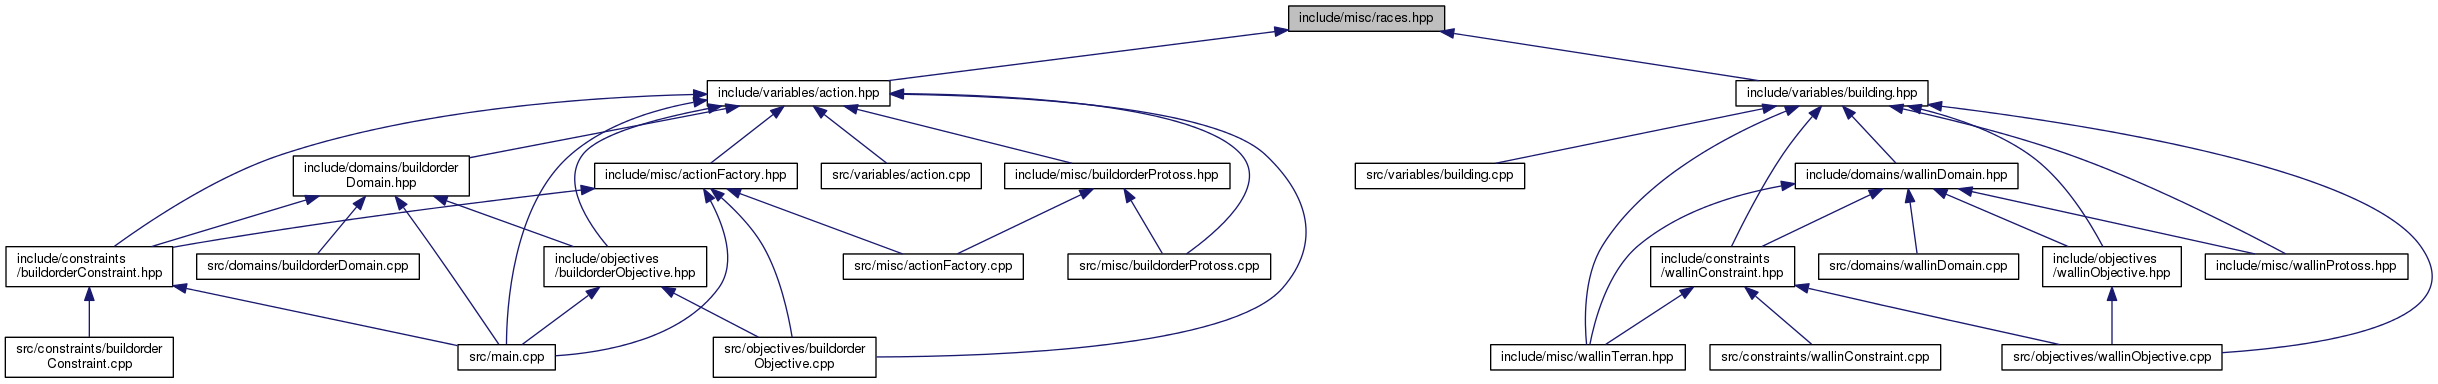 include/misc/races.hpp
include/variables/action.hpp
include/variables/building.hpp
include/domains/buildorder
Domain.hpp
include/misc/actionFactory.hpp
src/variables/action.cpp
include/misc/buildorderProtoss.hpp
src/variables/building.cpp
include/domains/wallinDomain.hpp
include/constraints
/buildorderConstraint.hpp
src/domains/buildorderDomain.cpp
include/objectives
/buildorderObjective.hpp
src/misc/actionFactory.cpp
src/misc/buildorderProtoss.cpp
include/constraints
/wallinConstraint.hpp
src/domains/wallinDomain.cpp
include/objectives
/wallinObjective.hpp
include/misc/wallinProtoss.hpp
src/constraints/buildorder
Constraint.cpp
src/main.cpp
src/objectives/buildorder
Objective.cpp
include/misc/wallinTerran.hpp
src/constraints/wallinConstraint.cpp
src/objectives/wallinObjective.cpp